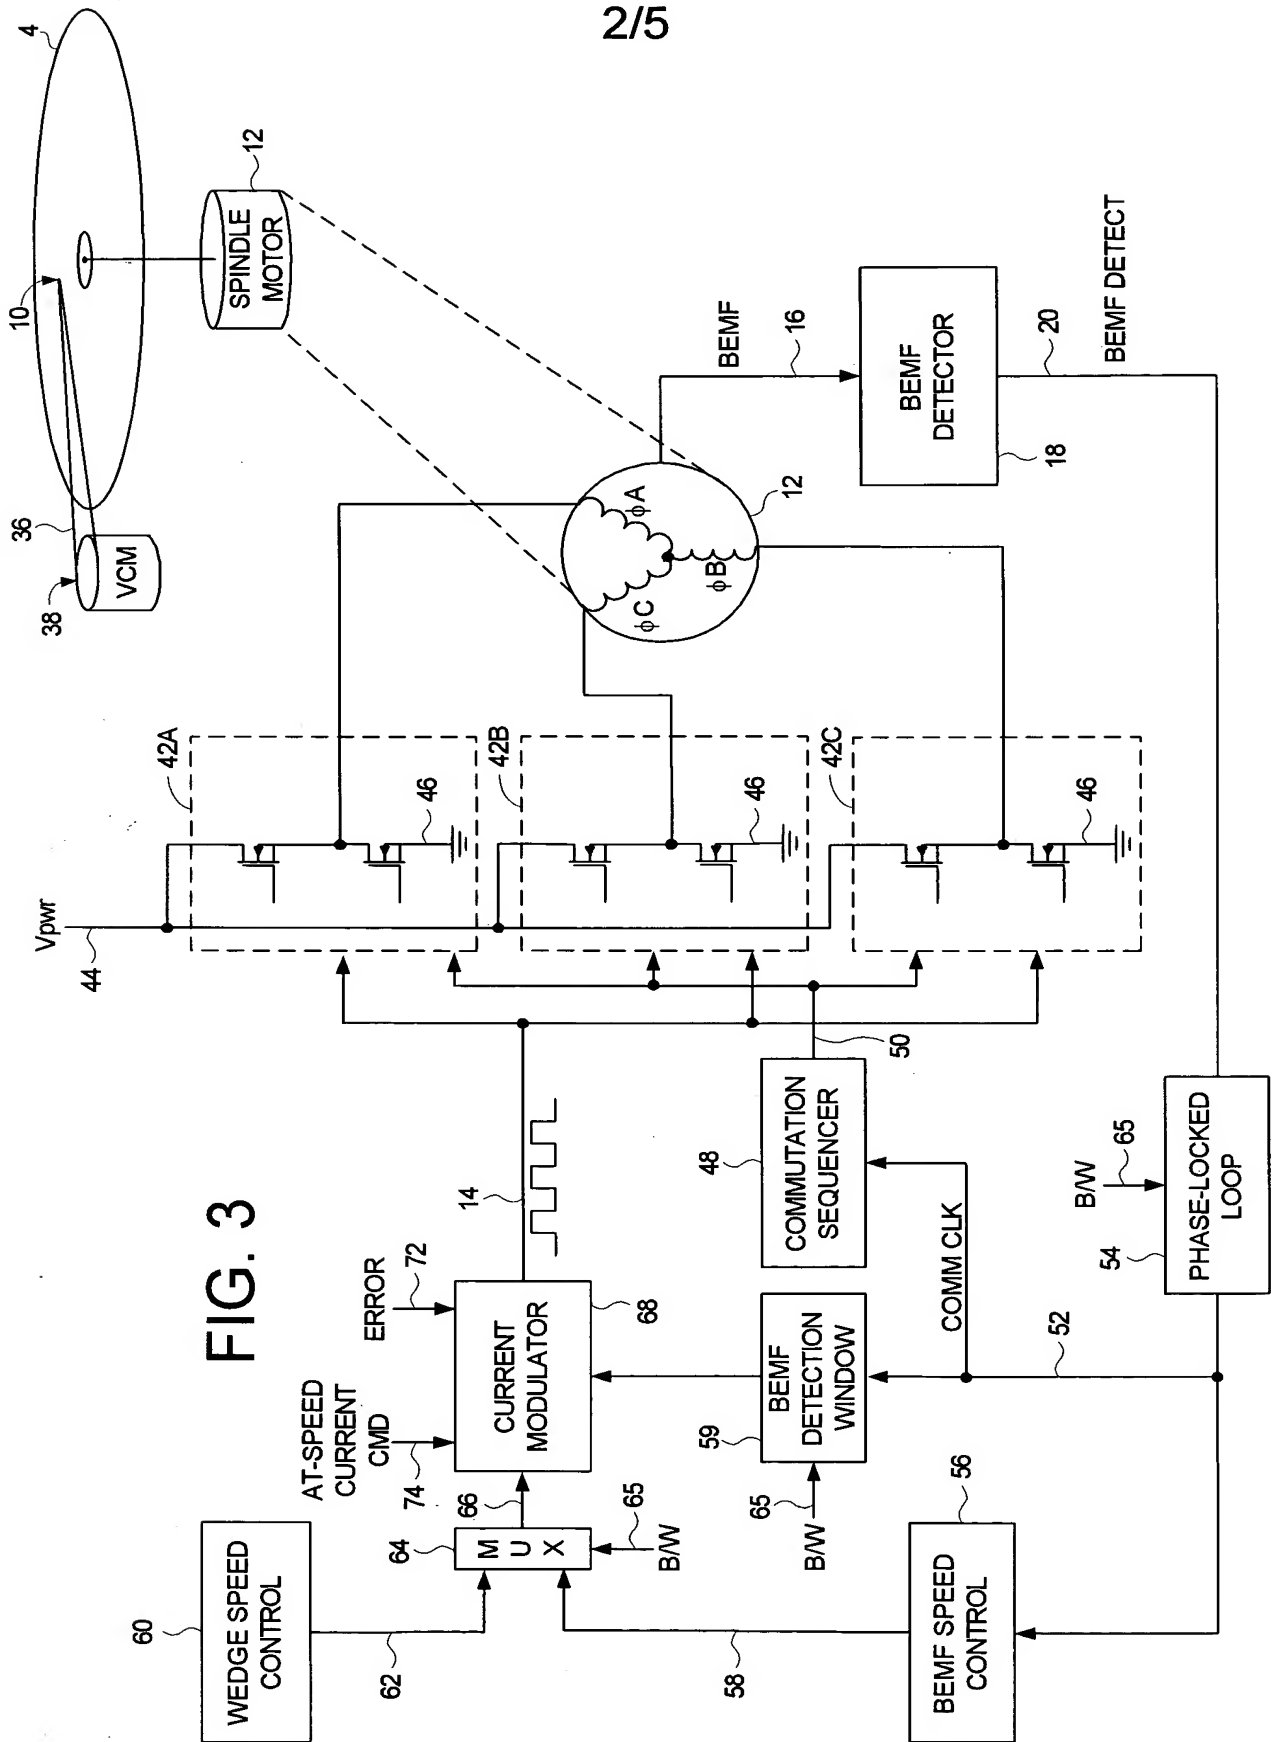 2/5
FIG. 3
4
10
36
38
VCM
12
SPINDLE
MOTOR
Vpwr
44
42A
46
42B
46
42C
46
ϕA
ϕB
ϕC
12
BEMF
16
BEMF
DETECTOR
18
20
BEMF DETECT
60
WEDGE SPEED
CONTROL
62
AT-SPEED
CURRENT
CMD
74
ERROR
72
64
M
U
X
66
65
B/W
CURRENT
MODULATOR
68
14
58
59
BEMF
DETECTION
WINDOW
65
B/W
48
COMMUTATION
SEQUENCER
50
COMM CLK
52
56
BEMF SPEED
CONTROL
54
B/W
65
PHASE-LOCKED
LOOP